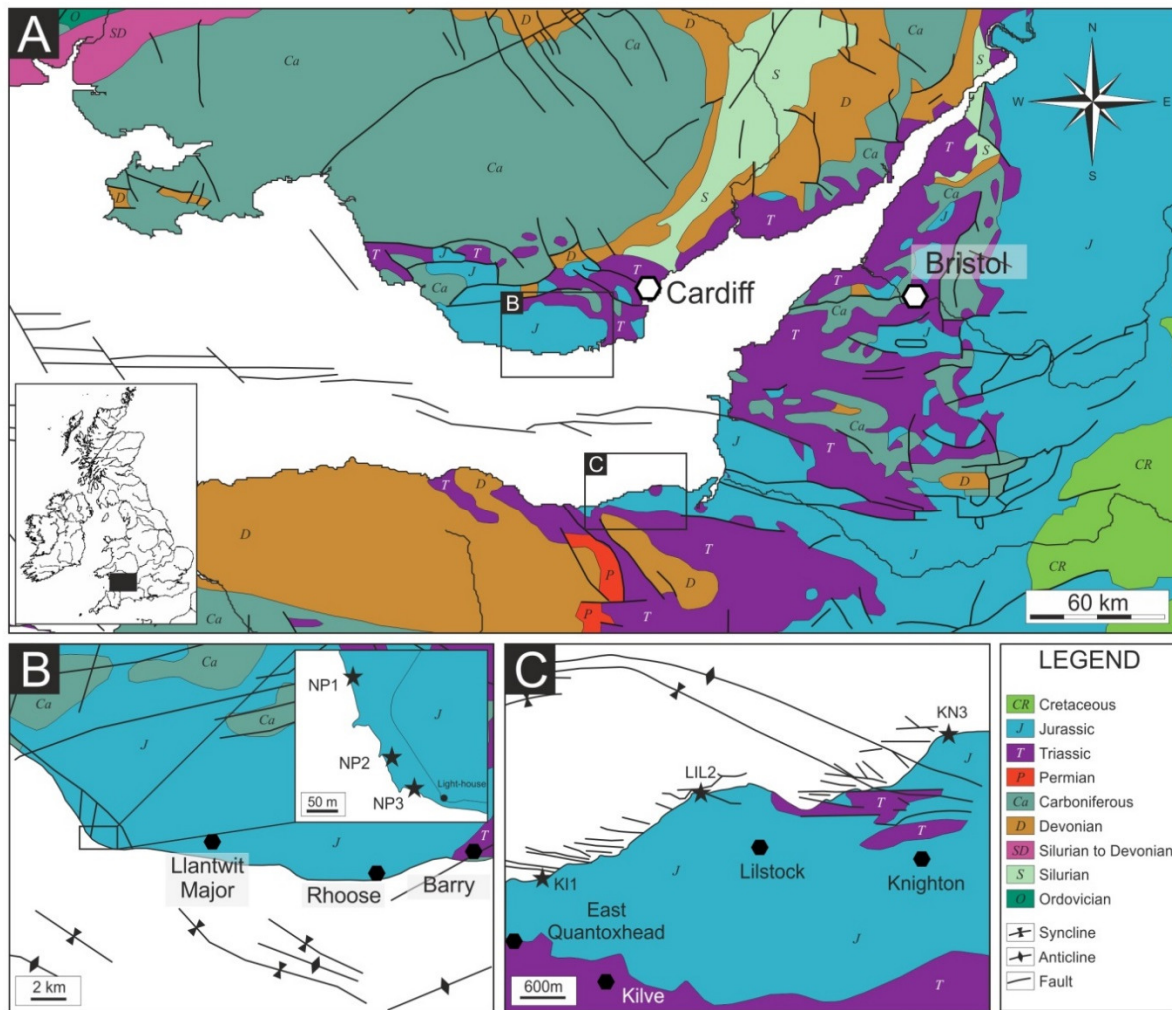 A
O
SD
Ca
D
Ca
D
Ca
S
S
D
N
W
E
S
Ca
Ca
T
S
D
S
T
Ca
J
T
J
T
D
T
J
Ca
Cardiff
Bristol
T
Ca
J
B
J
T
T
J
J
Ca
C
D
CR
T
D
J
D
T
CR
P
D
P
T
60 km
B
Ca
Ca
J
NP1
J
NP2
NP3
Light-house
50 m
J
T
Llantwit
Major
Rhoose
Barry
2 km
C
KN3
J
LIL2
T
T
J
Lilstock
Knighton
KI1
East
Quantoxhead
J
600m
Kilve
T
LEGEND
CR Cretaceous
J Jurassic
T Triassic
P Permian
Ca Carboniferous
D Devonian
SD Silurian to Devonian
S Silurian
O Ordovician
Syncline
Anticline
Fault